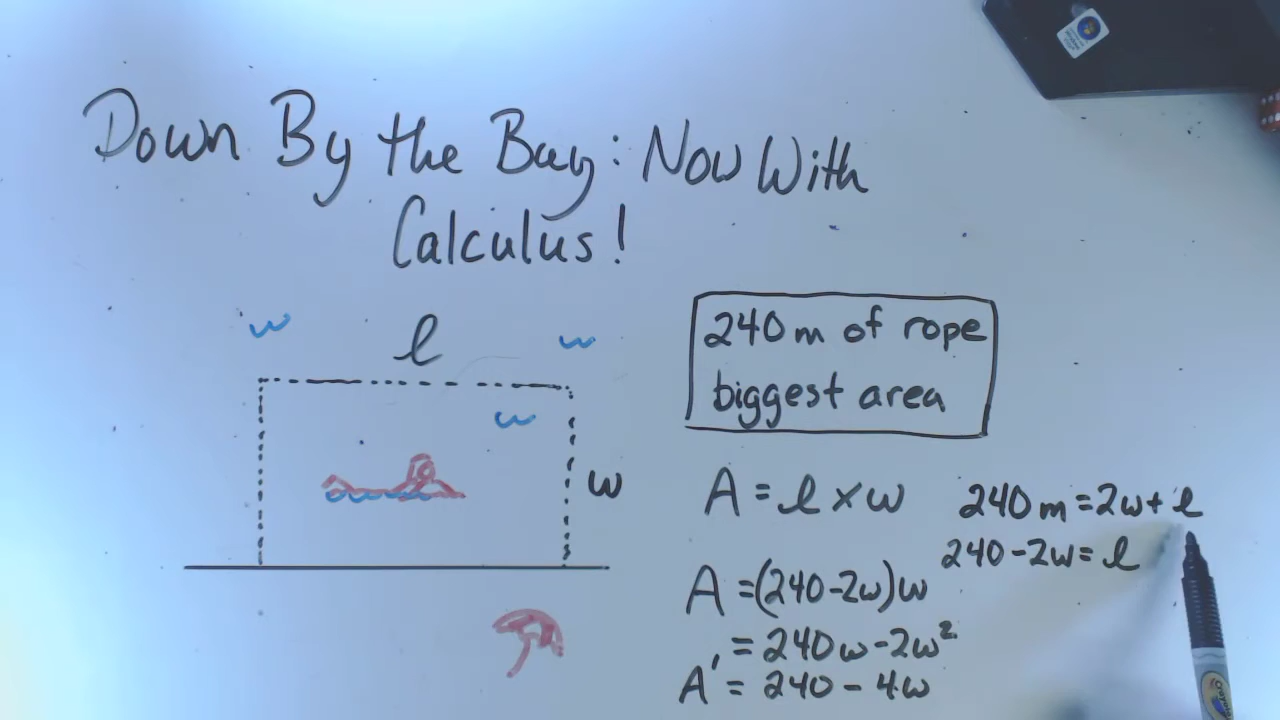 Down By the Bay: Now With
Calculus!
l
w
240 m of rope
biggest area
A = l x w
240 m = 2w + l
240 - 2w = l
A = (240 - 2w)w
= 240w - 2w²
A' = 240 - 4w